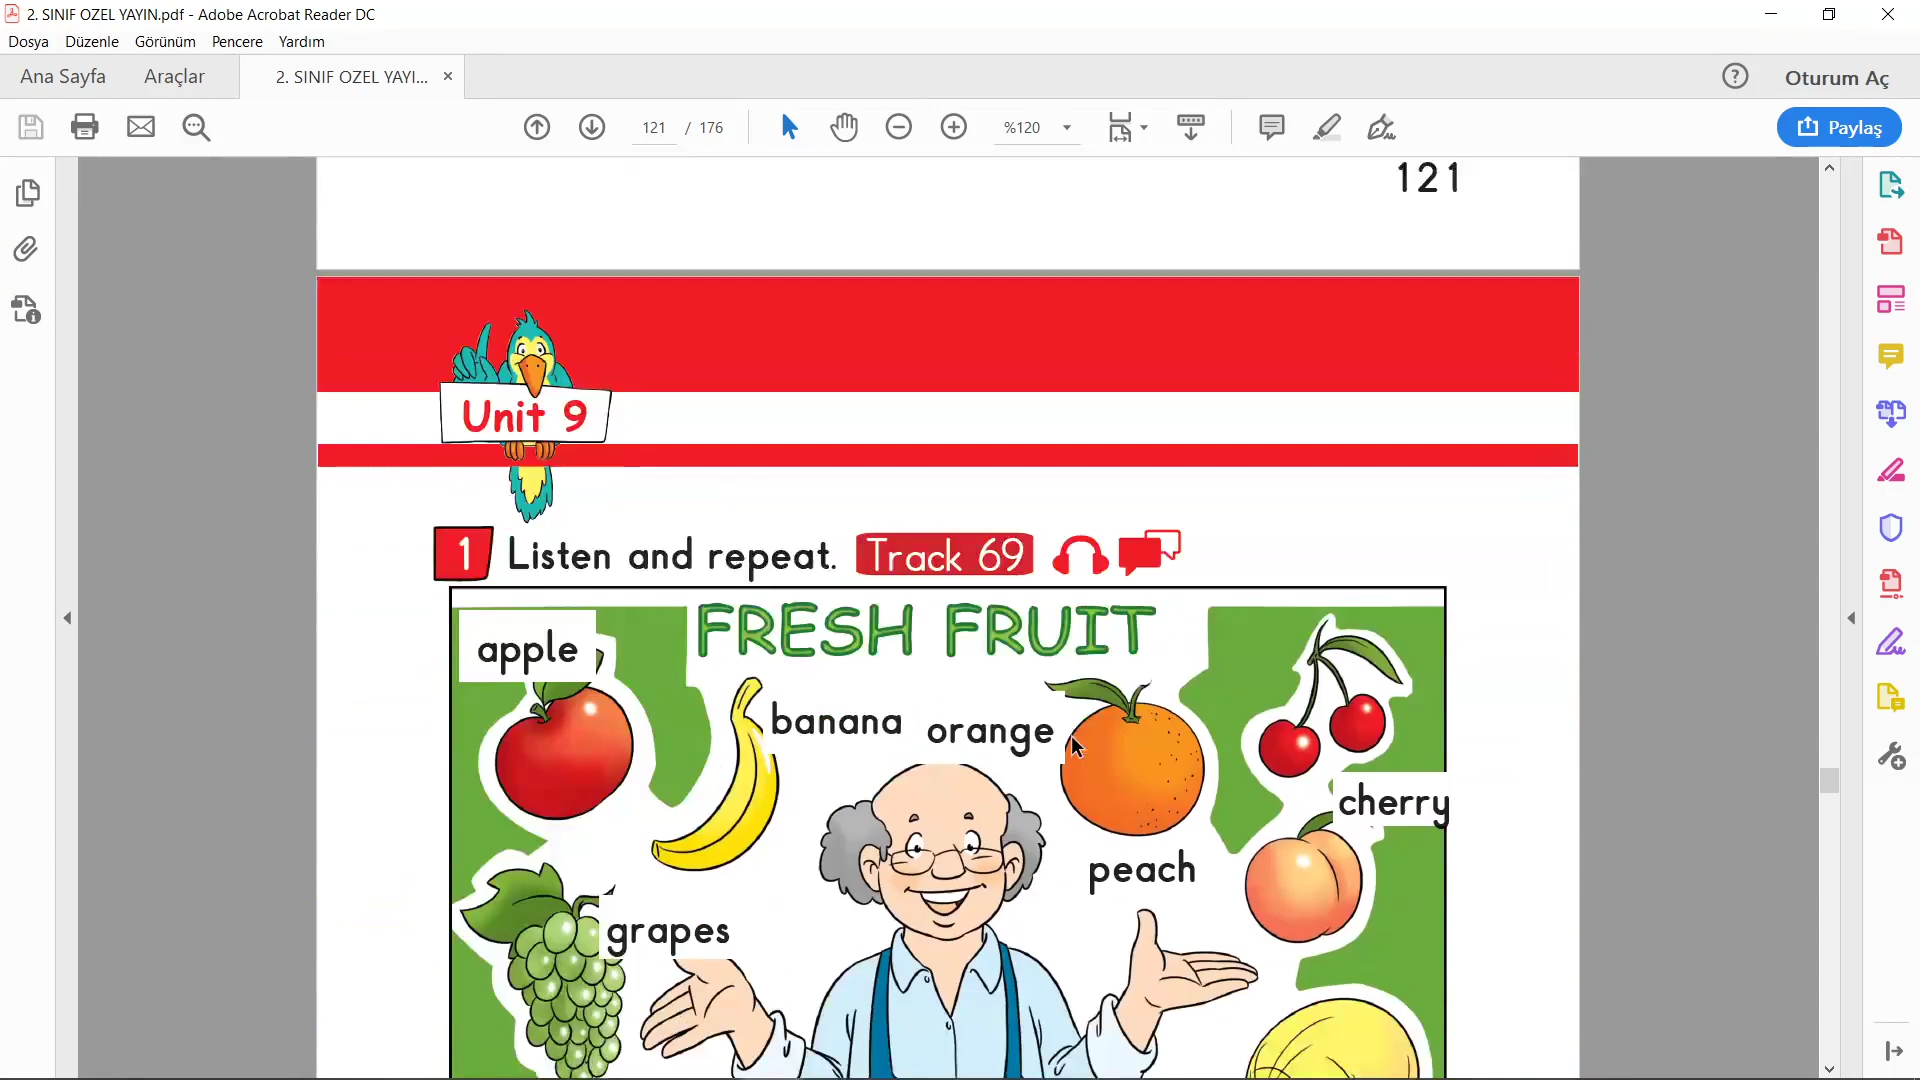 2. SINIF OZEL YAYIN.pdf - Adobe Acrobat Reader DC
Dosya Düzenle Görünüm Pencere Yardım
Ana Sayfa Araçlar 2. SINIF OZEL YAYI... × Oturum Aç
121 / 176 %120 Paylaş
121
Unit 9
1 Listen and repeat. Track 69
FRESH FRUIT
apple
banana orange
cherry
peach
grapes